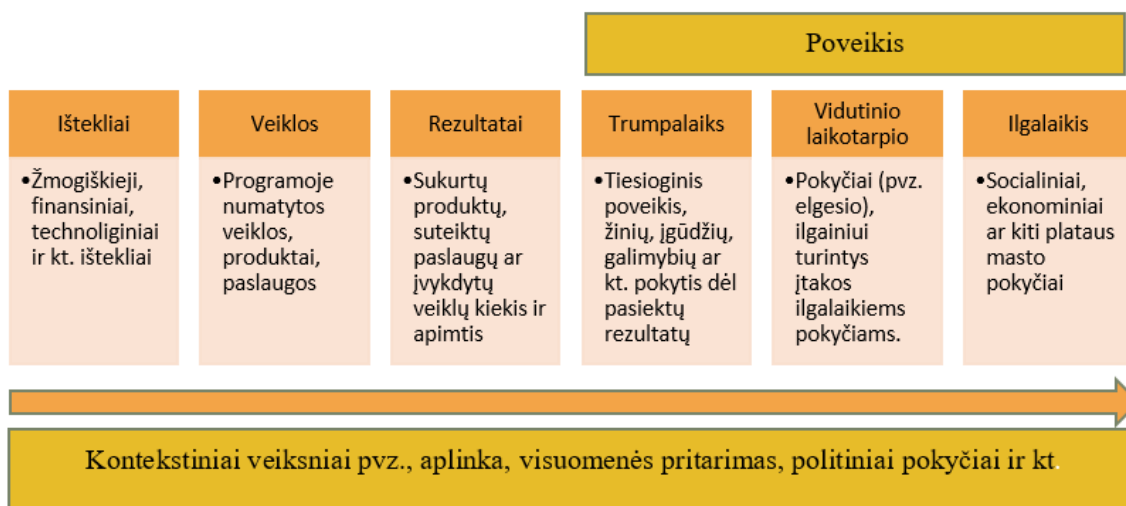 Poveikis
Ištekliai
•Žmogiškieji,
finansiniai,
technoliginiai
ir kt. ištekliai
Veiklos
•Programoje
numatytos
veiklos,
produktai,
paslaugos
Rezultatai
•Sukurtų
produktų,
suteiktų
paslaugų ar
įvykdytų
veiklų kiekis ir
apimtis
Trumpalaiks
•Tiesioginis
poveikis,
žinių, įgūdžių,
galimybių ar
kt. pokytis dėl
pasiektų
rezultatų
Vidutinio
laikotarpio
•Pokyčiai (pvz.
elgesio),
ilgainiui
turintys
įtakos
ilgalaikiems
pokyčiams.
Ilgalaikis
•Socialiniai,
ekonominiai
ar kiti plataus
masto
pokyčiai
Kontekstiniai veiksniai pvz., aplinka, visuomenės pritarimas, politiniai pokyčiai ir kt.